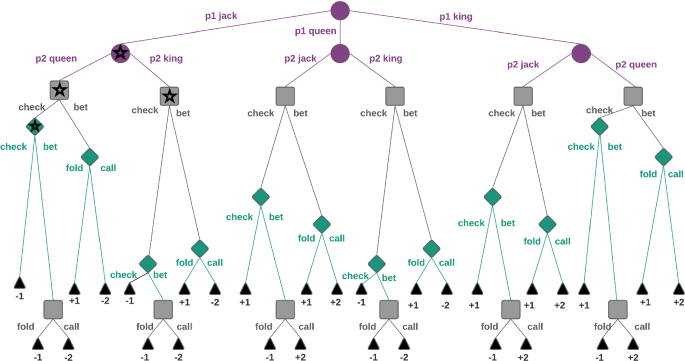 p1 jack
p1 queen
p1 king
p2 queen
p2 king
p2 jack
p2 king
p2 jack
p2 queen
check bet
check bet
check bet
check bet
check bet
check bet
check bet
fold call
check bet
fold call
check bet
fold call
check bet
fold call
check bet
fold call
check bet
fold call
-1
+1
-2
-1
+1
-2
+1
+1
+2
-1
+1
+2
+1
+1
+2
+1
+1
+2
fold call
fold call
fold call
fold call
fold call
fold call
-1
-2
-1
-2
-1
+2
-1
-2
-1
+2
-1
+2